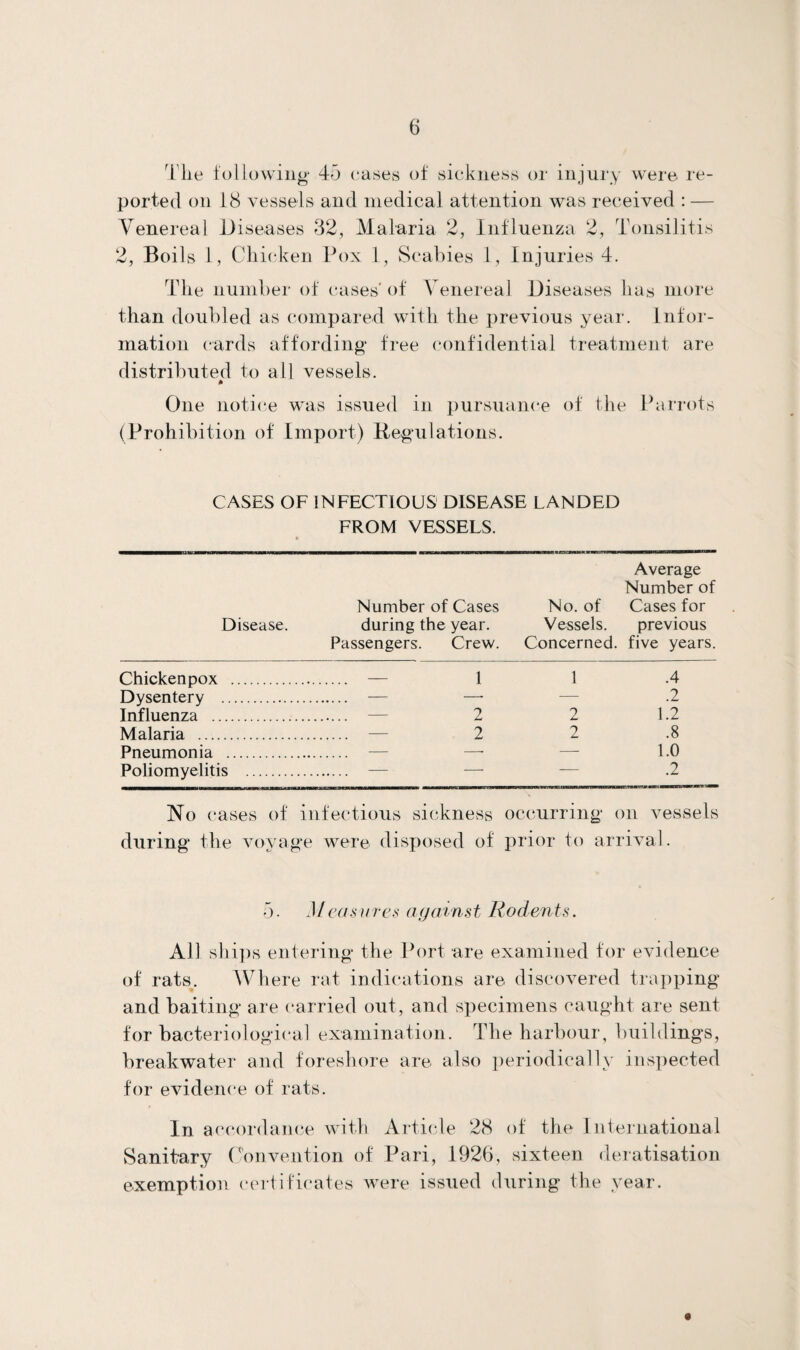 6
The following 45 cases of sickness or injury were re-
ported on 18 vessels and medical attention was received : —
Venereal Diseases 32, Malaria 2, Influenza 2, Tonsilitis
2, Boils 1, Chicken Pox 1, Scabies 1, Injuries 4.
The number of cases of Venereal Diseases has more
than doubled as compared with the previous year. Infor-
mation cards affording free confidential treatment are
distributed to all vessels.
One notice was issued in pursuance of the Parrots
(Prohibition of Import) Regulations.
CASES OF INFECTIOUS DISEASE LANDED
FROM VESSELS.
Average
Number of
Number of Cases No. of Cases for
Disease. during the year. Vessels. previous
Passengers. Crew. Concerned. five years.
Chickenpox .................. — 1 1 .4
Dysentery .................. — — — .2
Influenza .................. — 2 2 1.2
Malaria .................. — 2 2 .8
Pneumonia .................. — — — 1.0
Poliomyelitis .................. — — — .2
No cases of infectious sickness occurring on vessels
during the voyage were disposed of prior to arrival.
5. Measures against Rodents.
All ships entering the Port are examined for evidence
of rats. Where rat indications are discovered trapping
and baiting are carried out, and specimens caught are sent
for bacteriological examination. The harbour, buildings,
breakwater and foreshore are also periodically inspected
for evidence of rats.
In accordance with Article 28 of the International
Sanitary Convention of Pari, 1926, sixteen deratisation
exemption certificates were issued during the year.